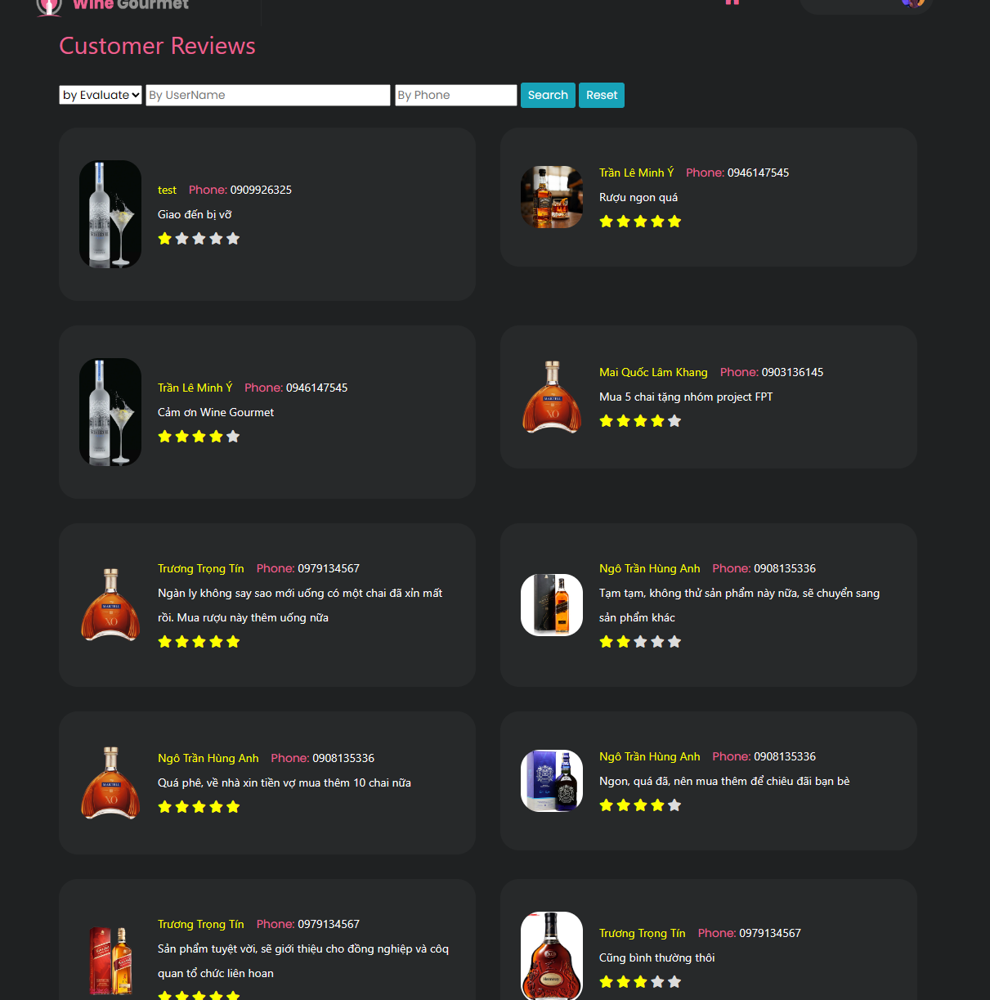 Wine Gourmet
Customer Reviews
by Evaluate By UserName By Phone Search Reset
test Phone: 0909926325
Giao đến bị vỡ
Trần Lê Minh Ý Phone: 0946147545
Rượu ngon quá
Trần Lê Minh Ý Phone: 0946147545
Cảm ơn Wine Gourmet
Mai Quốc Lâm Khang Phone: 0903136145
Mua 5 chai tặng nhóm project FPT
Trương Trọng Tín Phone: 0979134567
Ngàn ly không say sao mới uống có một chai đã xỉn mất
rồi. Mua rượu này thêm uống nữa
Ngô Trần Hùng Anh Phone: 0908135336
Tạm tạm, không thử sản phẩm này nữa, sẽ chuyển sang
sản phẩm khác
Ngô Trần Hùng Anh Phone: 0908135336
Quá phê, về nhà xin tiền vợ mua thêm 10 chai nữa
Ngô Trần Hùng Anh Phone: 0908135336
Ngon, quá đã, nên mua thêm để chiêu đãi bạn bè
Trương Trọng Tín Phone: 0979134567
Sản phẩm tuyệt vời, sẽ giới thiệu cho đồng nghiệp và côq
quan tổ chức liên hoan
Trương Trọng Tín Phone: 0979134567
Cũng bình thường thôi
MARTELL
XO
MARTELL
XO
MARTELL
XO
XO
Hennessy